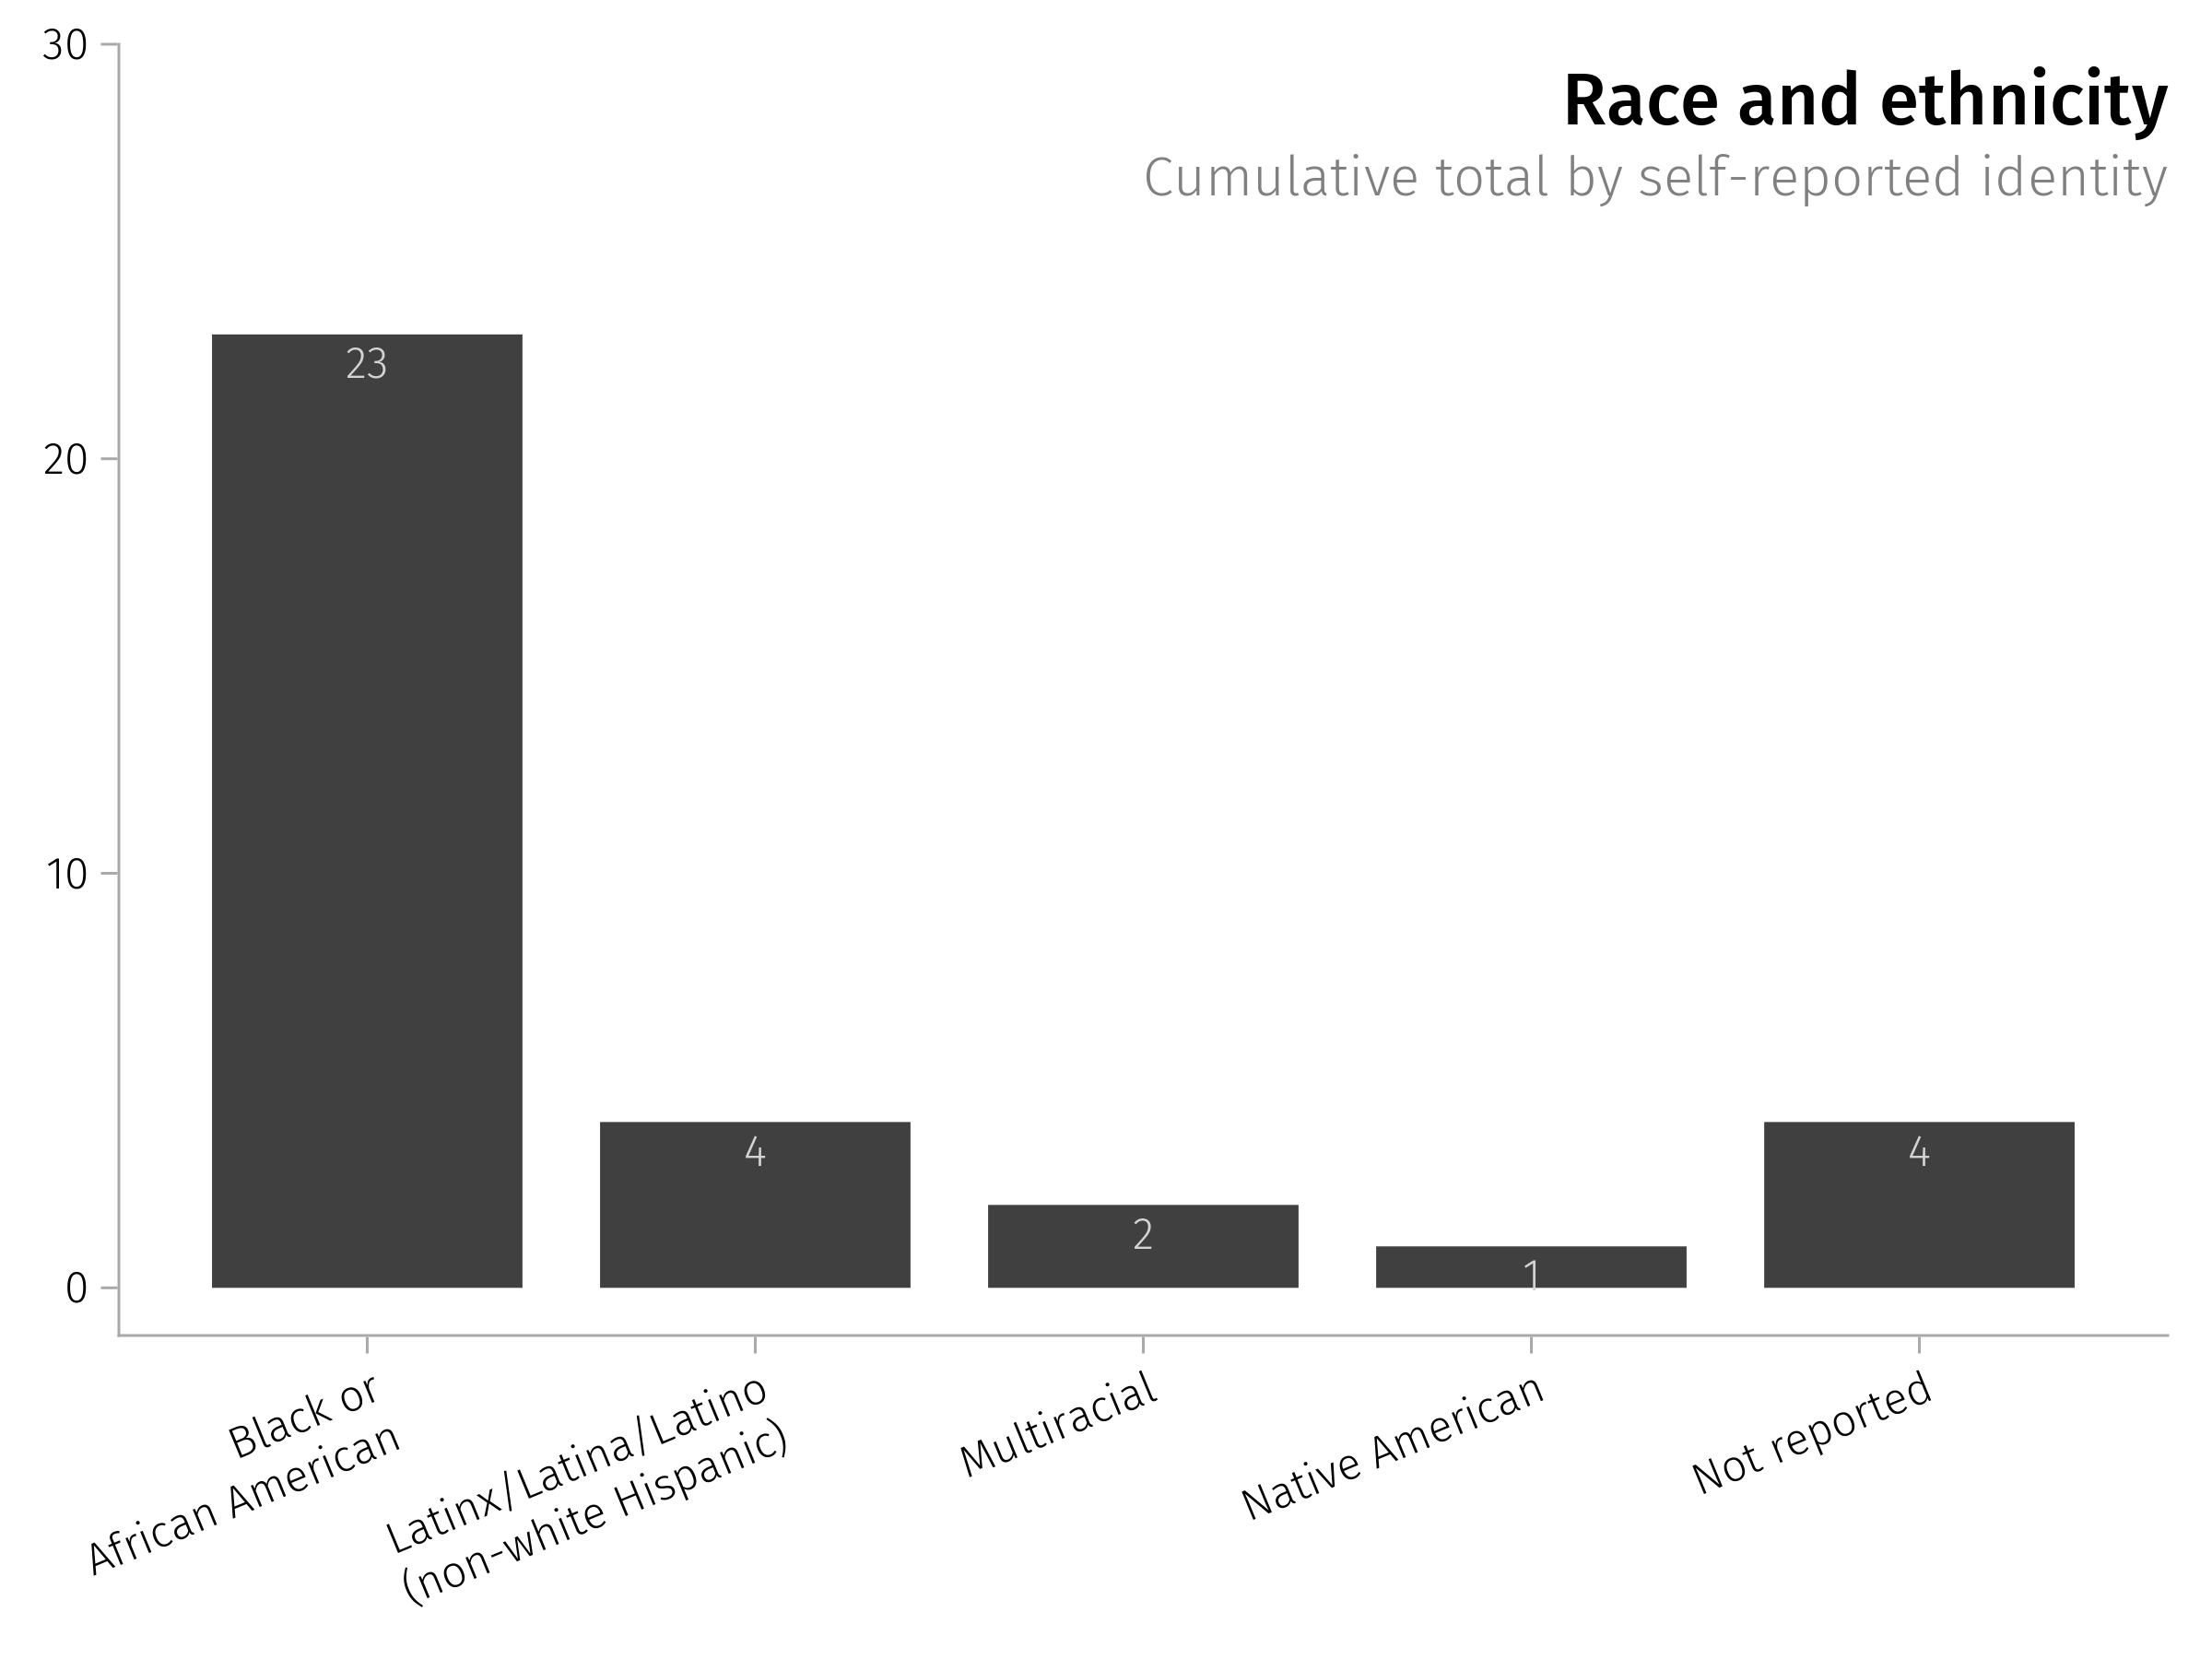 Race and ethnicity
Cumulative total by self-reported identity
30
20
10
0
23
4
2
1
4
Black or
African American
Latinx/Latina/Latino
(non-white Hispanic)
Multiracial
Native American
Not reported